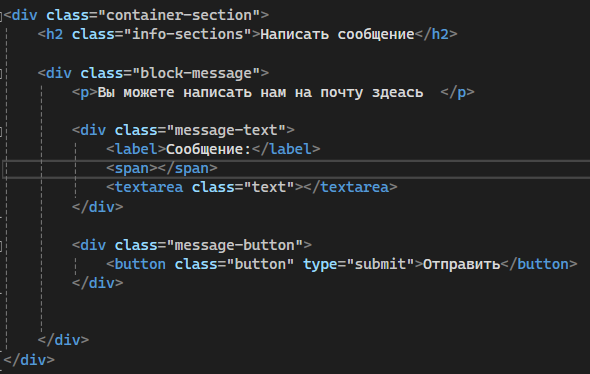 <div class="container-section">
<h2 class="info-sections">Написать сообщение</h2>
<div class="block-message">
<p>Вы можете написать нам на почту здеась  </p>
<div class="message-text">
<label>Сообщение:</label>
<span></span>
<textarea class="text"></textarea>
</div>
<div class="message-button">
<button class="button" type="submit">Отправить</button>
</div>
</div>
</div>